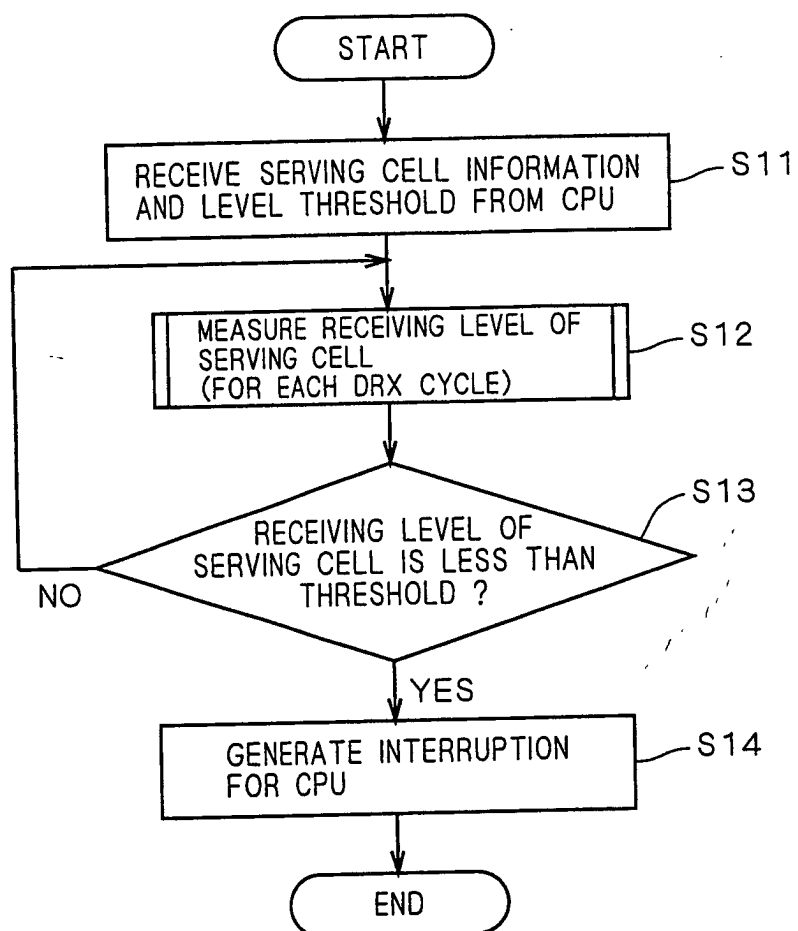 START
RECEIVE SERVING CELL INFORMATION
AND LEVEL THRESHOLD FROM CPU
S11
MEASURE RECEIVING LEVEL OF
SERVING CELL
(FOR EACH DRX CYCLE)
S12
RECEIVING LEVEL OF
SERVING CELL IS LESS THAN
THRESHOLD ?
S13
NO
YES
GENERATE INTERRUPTION
FOR CPU
S14
END